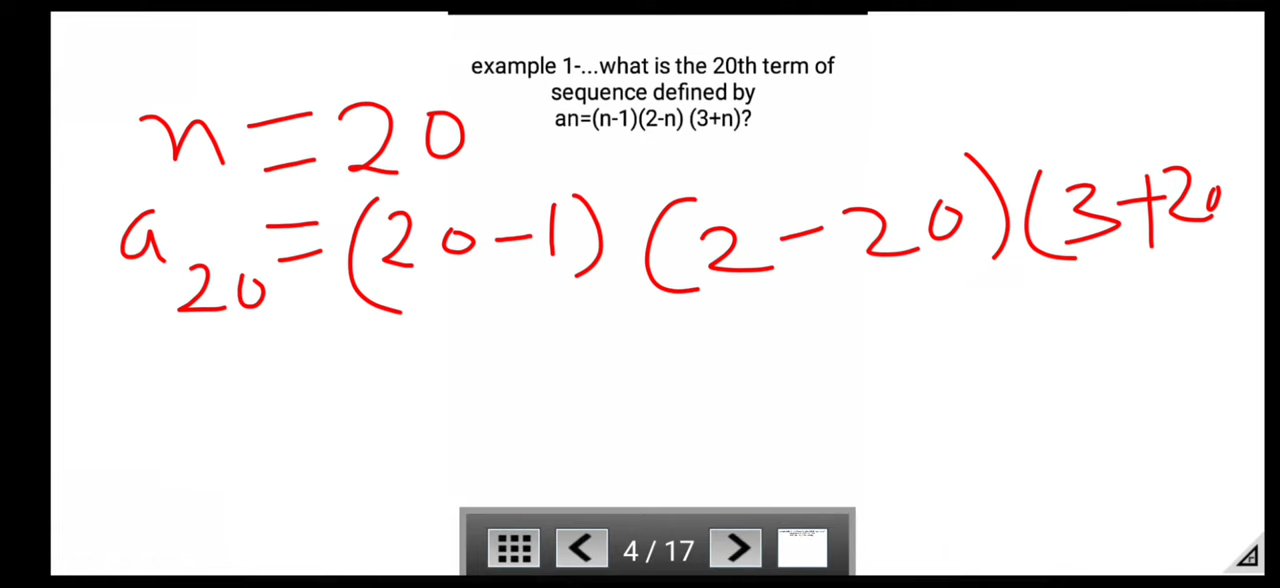 example 1-...what is the 20th term of
sequence defined by
an=(n-1)(2-n) (3+n)?
n = 20
a20 = (20-1) (2-20) (3+20
4 / 17